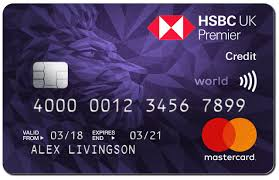 HSBC UK
Premier
Credit
world
4000 0012 3456 7899
VALID FROM 03/18 EXPIRES END 03/21
ALEX LIVINGSON
mastercard